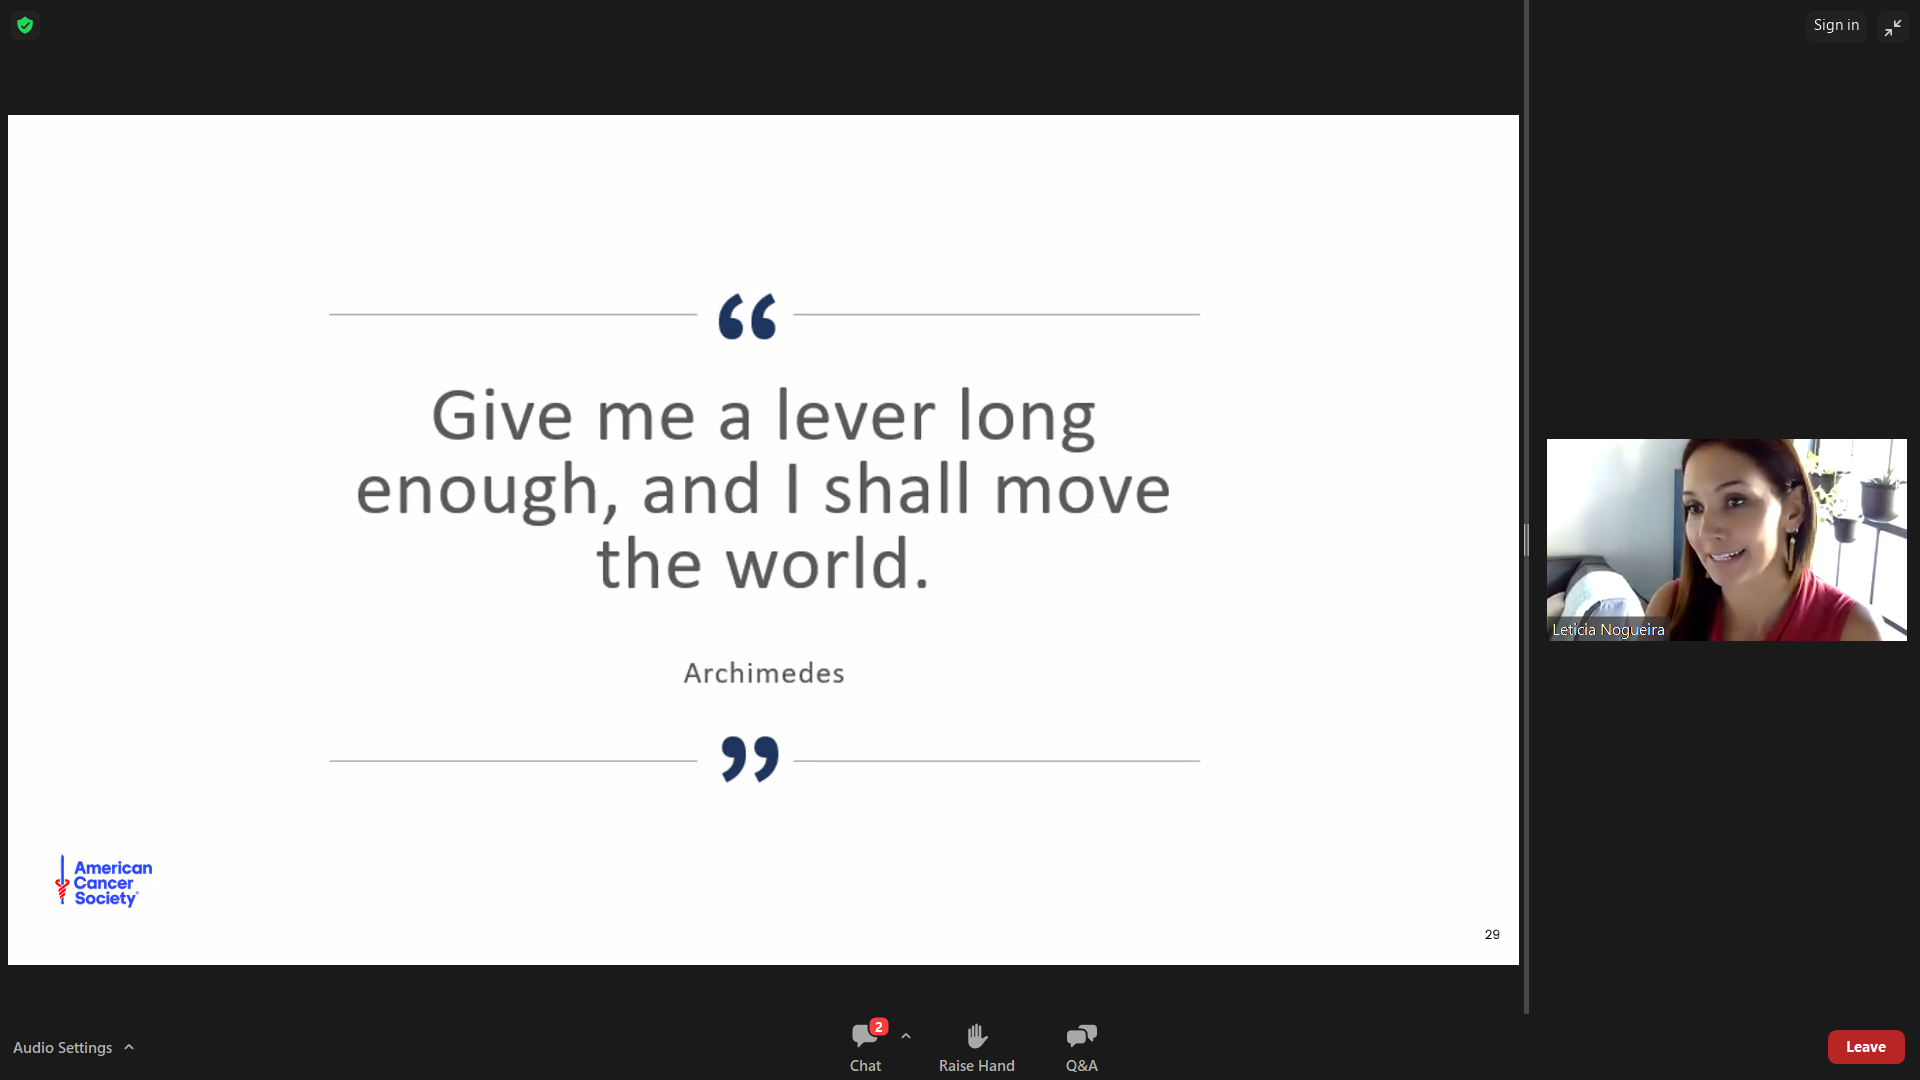 Sign in
“
Give me a lever long
enough, and I shall move
the world.
Archimedes
”
American
Cancer
Society®
29
Leticia Nogueira
Audio Settings
2
Chat
Raise Hand
Q&A
Leave